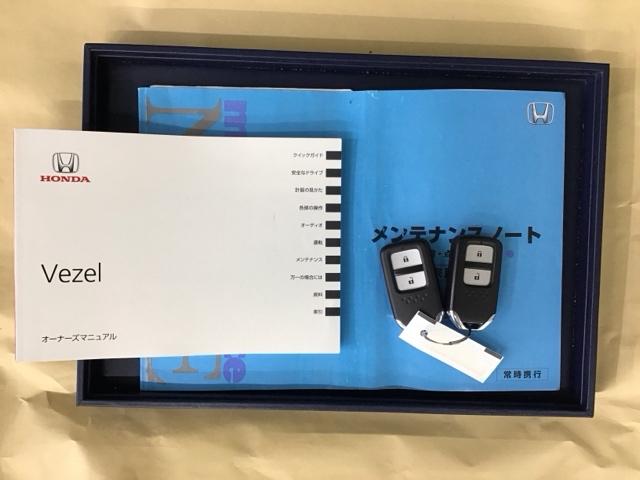 HONDA
Vezel
オーナーズマニュアル
クイックガイド
安全なドライブ
計器の見かた
各部の操作
オーディオ
運転
メンテナンス
万一の場合には
資料
索引
メンテナンスノート
常時携行